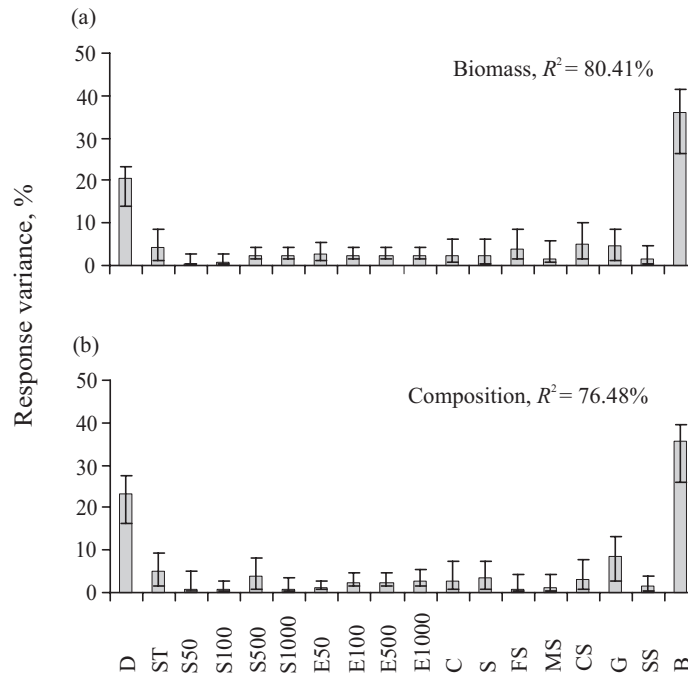 (a)
Biomass, R² = 80.41%
50
40
30
20
10
0
Response variance, %
(b)
Composition, R² = 76.48%
50
40
30
20
10
0
D ST S50 S100 S500 S1000 E50 E100 E500 E1000 C S FS MS CS G SS B